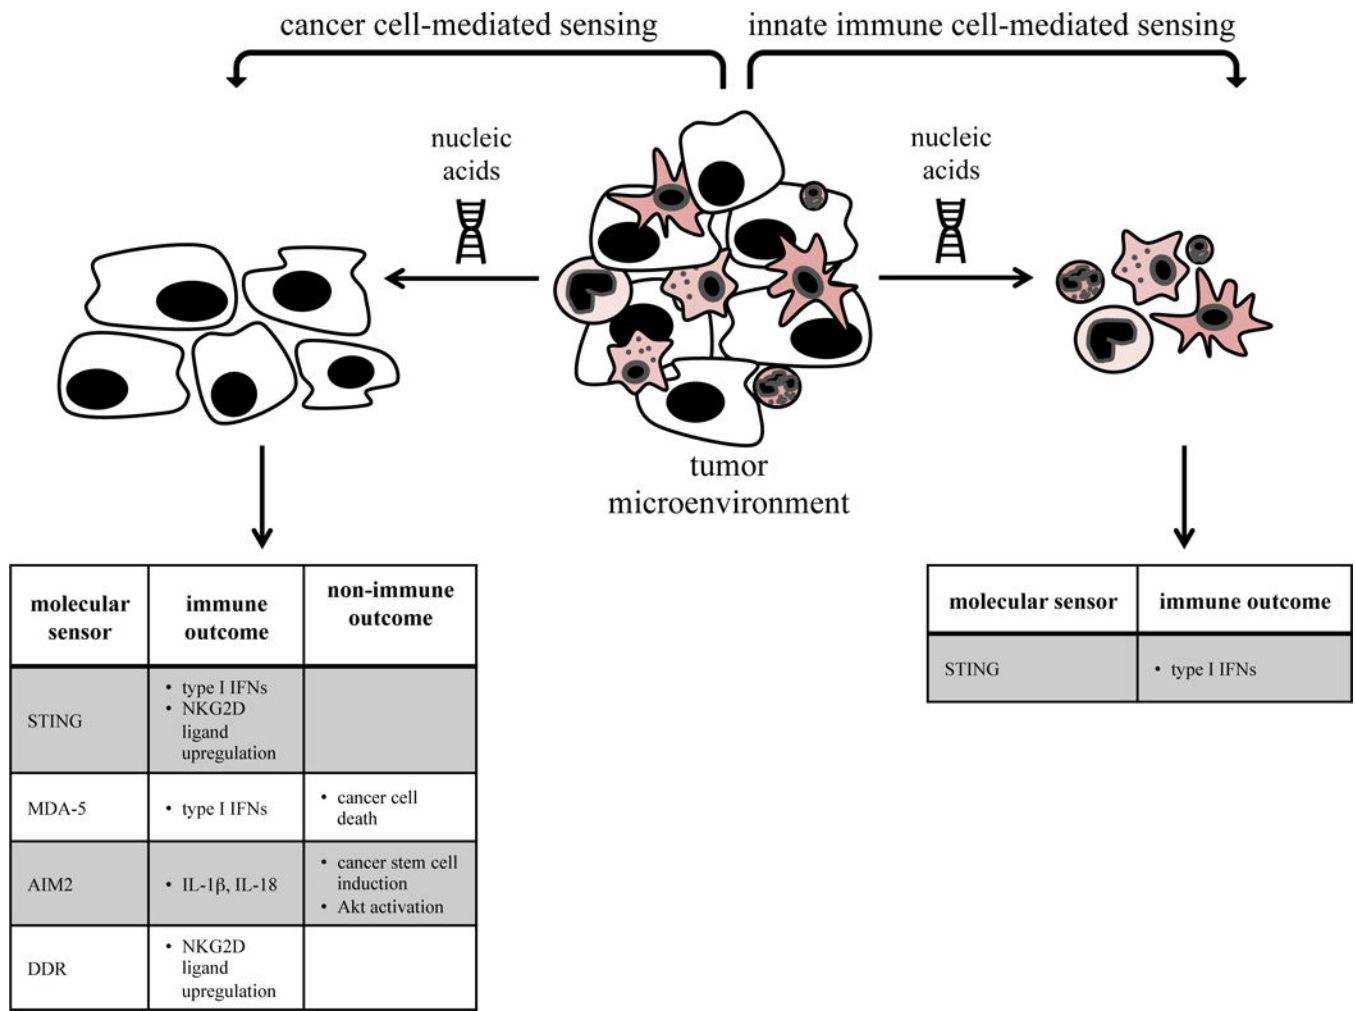 cancer cell-mediated sensing
innate immune cell-mediated sensing
nucleic
acids
nucleic
acids
tumor
microenvironment
molecular
sensor
immune
outcome
non-immune
outcome
STING
• type I IFNs
• NKG2D
ligand
upregulation
MDA-5
• type I IFNs
• cancer cell
death
AIM2
• IL-1β, IL-18
• cancer stem cell
induction
• Akt activation
DDR
• NKG2D
ligand
upregulation
molecular sensor
immune outcome
STING
• type I IFNs